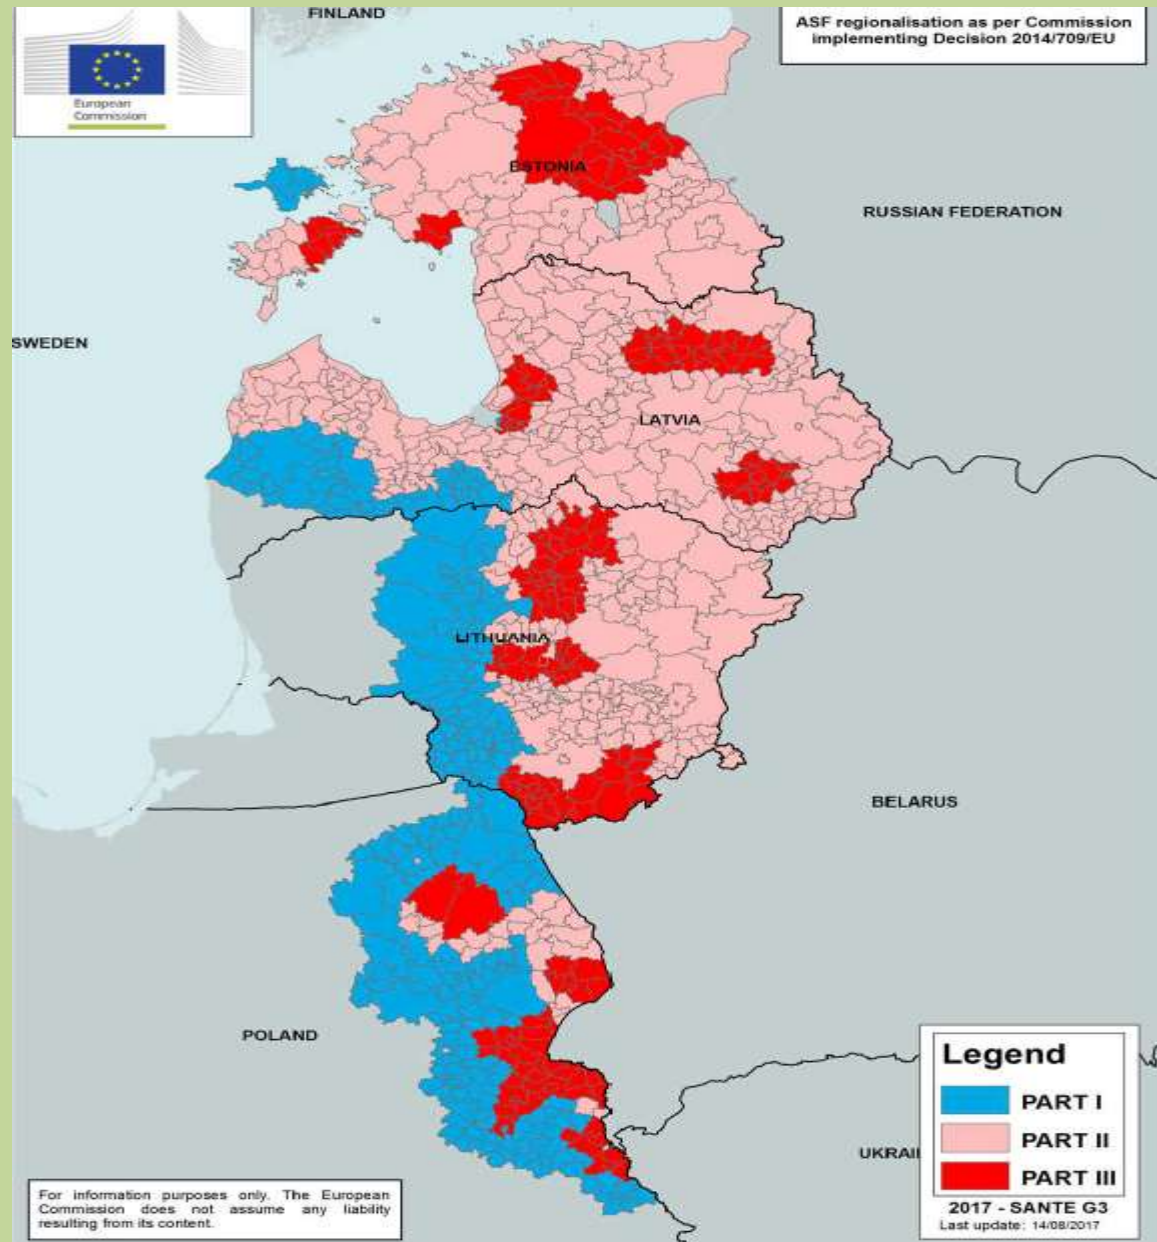 FINLAND
ASF regionalisation as per Commission
implementing Decision 2014/709/EU
European
Commission
ESTONIA
RUSSIAN FEDERATION
SWEDEN
LATVIA
LITHUANIA
BELARUS
POLAND
Legend
PART I
PART II
PART III
UKRAI
2017 - SANTE G3
Last update: 14/08/2017
For information purposes only. The European
Commission does not assume any liability
resulting from its content.